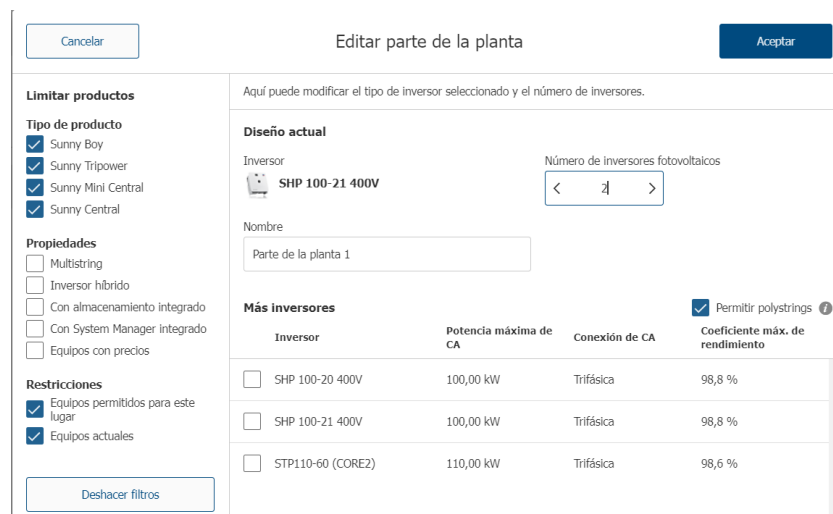 Cancelar
Editar parte de la planta
Aceptar
Limitar productos
Tipo de producto
Sunny Boy
Sunny Tripower
Sunny Mini Central
Sunny Central
Propiedades
Multistring
Inversor híbrido
Con almacenamiento integrado
Con System Manager integrado
Equipos con precios
Restricciones
Equipos permitidos para este
lugar
Equipos actuales
Deshacer filtros
Aquí puede modificar el tipo de inversor seleccionado y el número de inversores.
Diseño actual
Inversor
SHP 100-21 400V
Número de inversores fotovoltaicos
2
Nombre
Parte de la planta 1
Más inversores
Permitir polystrings
Inversor Potencia máxima de CA Conexión de CA Coeficiente máx. de rendimiento
SHP 100-20 400V 100,00 kW Trifásica 98,8 %
SHP 100-21 400V 100,00 kW Trifásica 98,8 %
STP110-60 (CORE2) 110,00 kW Trifásica 98,6 %